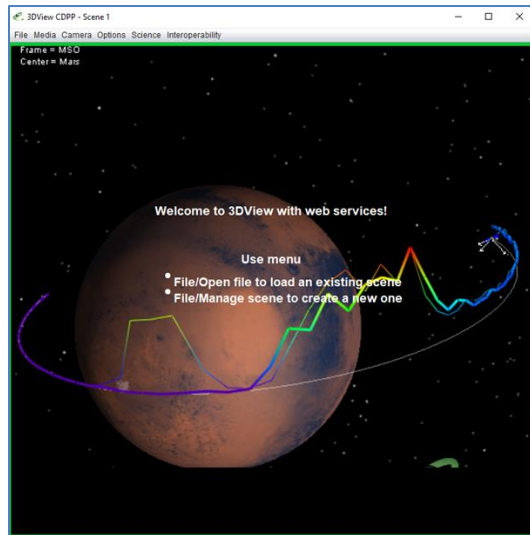 3DView CDPP - Scene 1
File Media Camera Options Science Interoperability
Frame = MSO
Center = Mars
Welcome to 3DView with web services!
Use menu
File/Open file to load an existing scene
File/Manage scene to create a new one